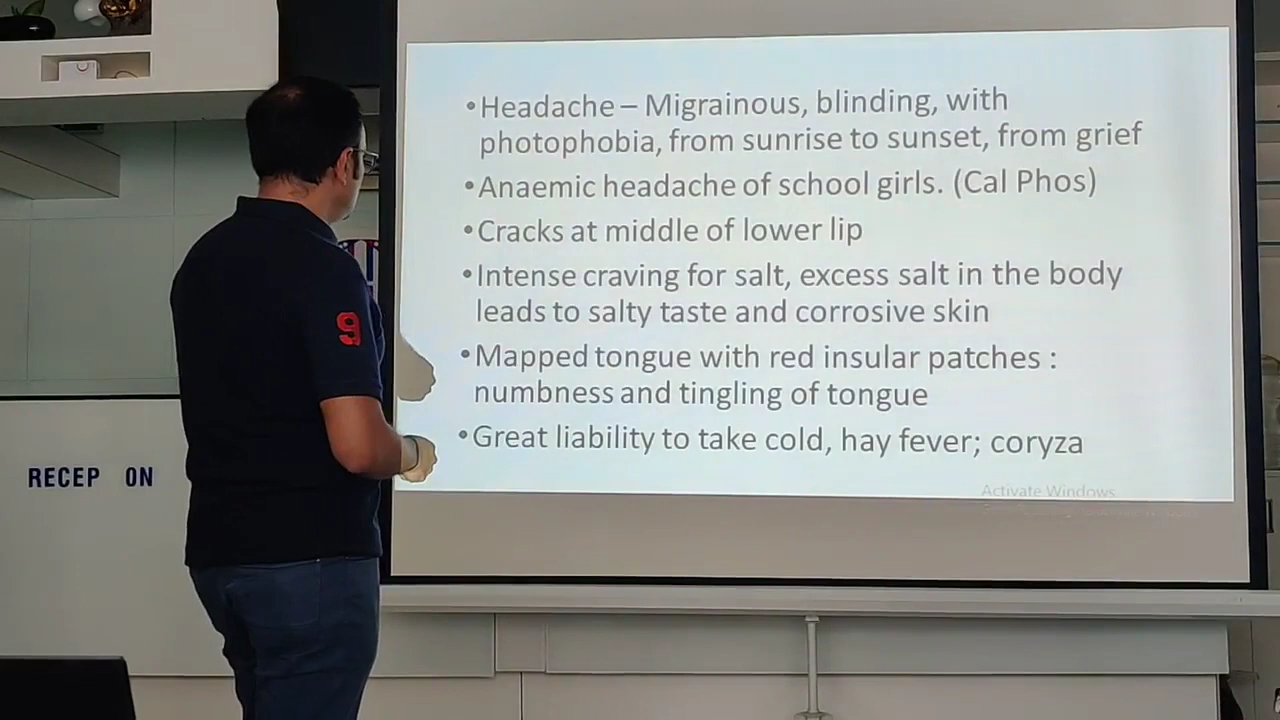 •Headache – Migrainous, blinding, with
photophobia, from sunrise to sunset, from grief
•Anaemic headache of school girls. (Cal Phos)
•Cracks at middle of lower lip
•Intense craving for salt, excess salt in the body
leads to salty taste and corrosive skin
•Mapped tongue with red insular patches :
numbness and tingling of tongue
•Great liability to take cold, hay fever; coryza
Activate Windows
RECEP ON
9